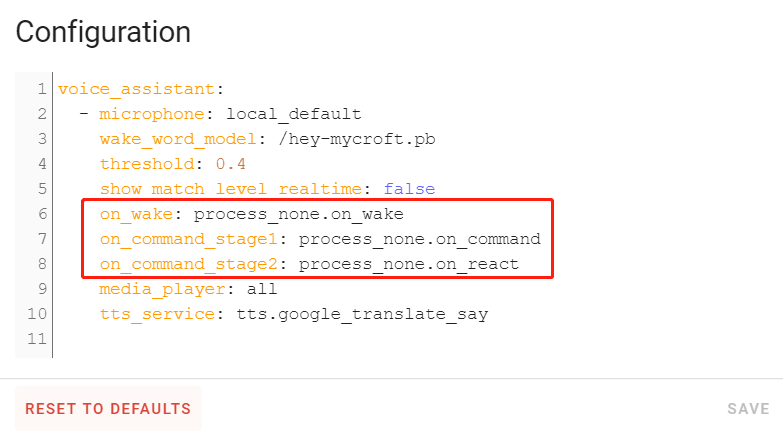 Configuration
1 voice_assistant:
2 - microphone: local_default
3 wake_word_model: /hey-mycroft.pb
4 threshold: 0.4
5 show_match_level_realtime: false
6 on_wake: process_none.on_wake
7 on_command_stage1: process_none.on_command
8 on_command_stage2: process_none.on_react
9 media_player: all
10 tts_service: tts.google_translate_say
11
RESET TO DEFAULTS SAVE